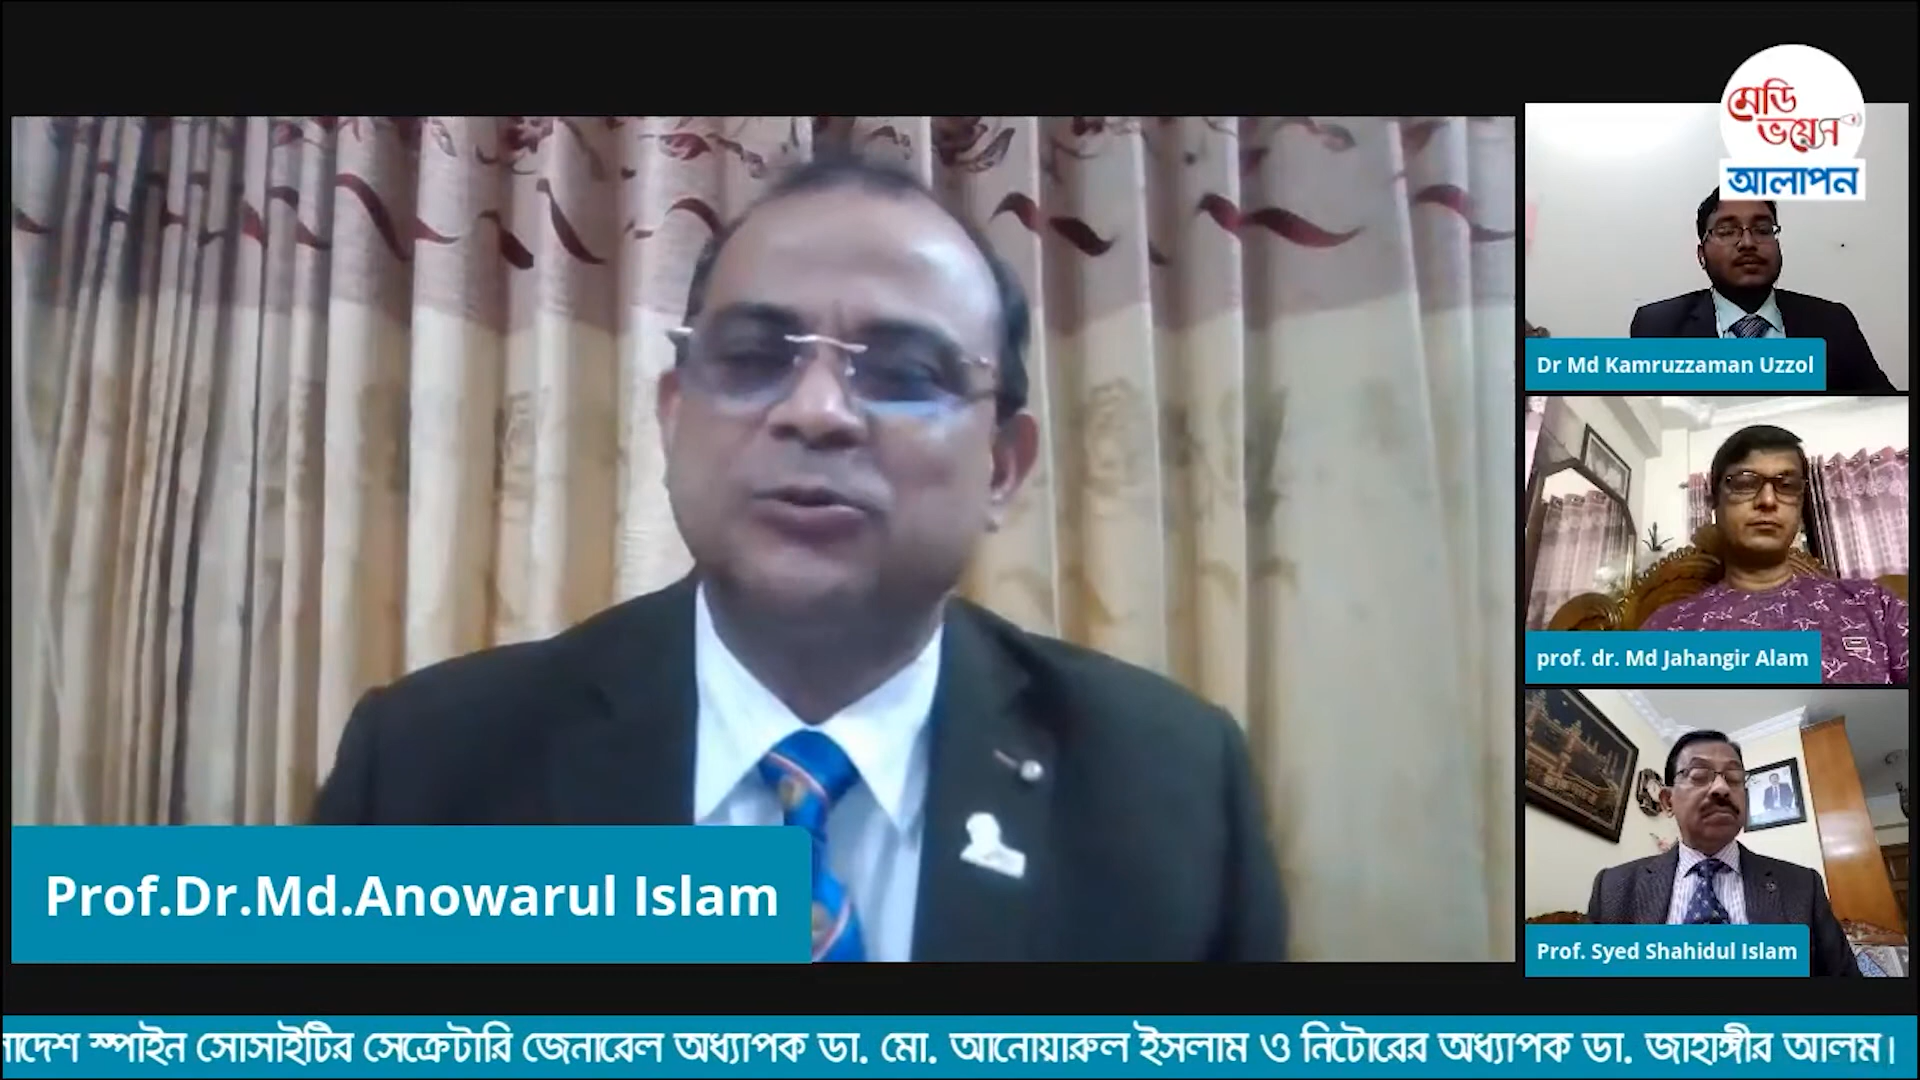 মেডি
ভয়েস
আলাপন
Dr Md Kamruzzaman Uzzol
prof. dr. Md Jahangir Alam
Prof. Syed Shahidul Islam
Prof.Dr.Md.Anowarul Islam
স্পাইন সোসাইটির সেক্রেটারি জেনারেল অধ্যাপক ডা. মো. আনোয়ারুল ইসলাম ও নিটোরের অধ্যাপক ডা. জাহাঙ্গীর আলম।